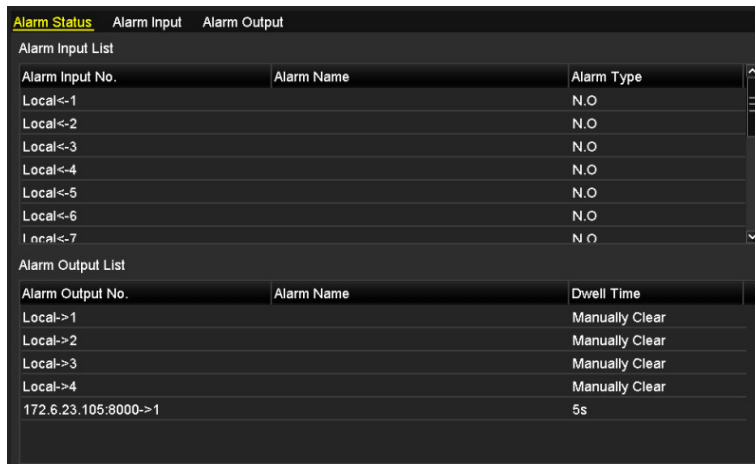 Alarm Status Alarm Input Alarm Output
Alarm Input List
Alarm Input No. Alarm Name Alarm Type
Local<-1 N.O
Local<-2 N.O
Local<-3 N.O
Local<-4 N.O
Local<-5 N.O
Local<-6 N.O
Local<-7 N.O
Alarm Output List
Alarm Output No. Alarm Name Dwell Time
Local->1 Manually Clear
Local->2 Manually Clear
Local->3 Manually Clear
Local->4 Manually Clear
172.6.23.105:8000->1 5s